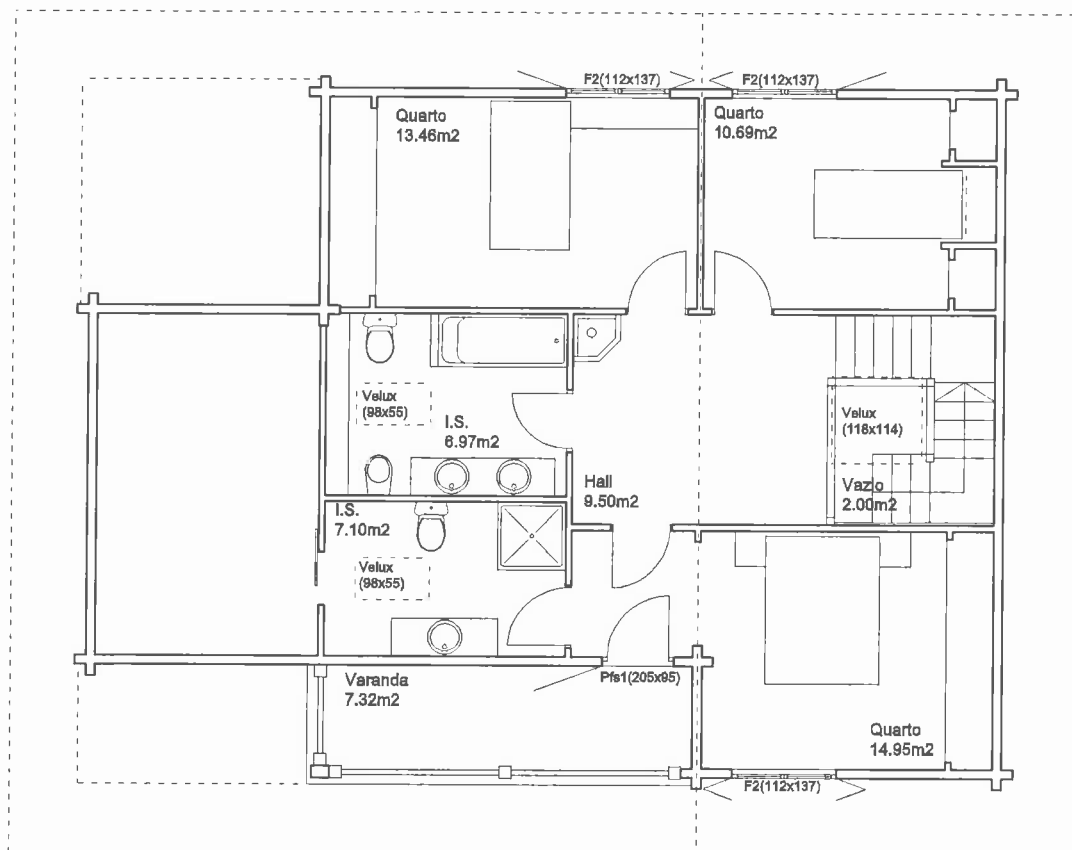 F2(112x137)
F2(112x137)
Quarto
13.46m2
Quarto
10.69m2
Velux
(98x55)
I.S.
6.97m2
Velux
(118x114)
Hall
9.50m2
Vazio
2.00m2
I.S.
7.10m2
Velux
(98x55)
Varanda
7.32m2
Pfs1(205x95)
Quarto
14.95m2
F2(112x137)